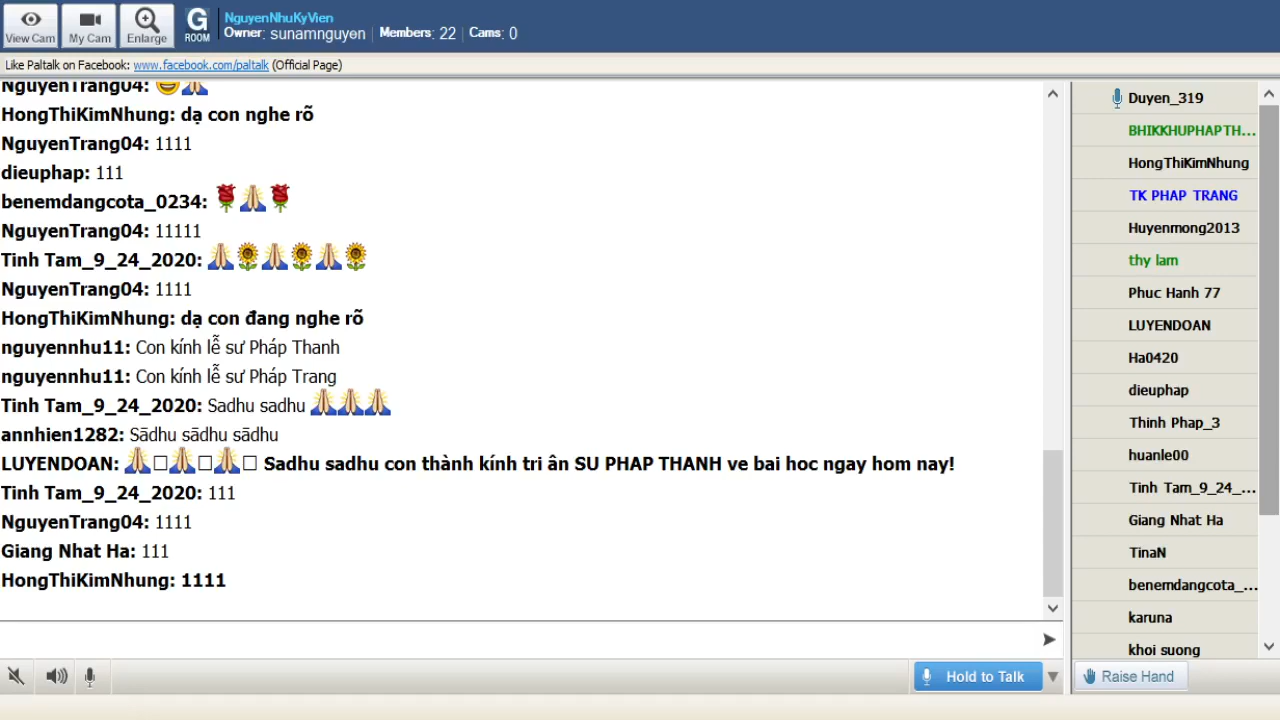 NguyenNhuKyVien
Owner: sunamnguyen Members: 22 Cams: 0
View Cam My Cam Enlarge G ROOM
Like Paltalk on Facebook: www.facebook.com/paltalk (Official Page)
NguyenTrang04:
HongThiKimNhung: dạ con nghe rõ
NguyenTrang04: 1111
dieuphap: 111
benemdangcota_0234:
NguyenTrang04: 11111
Tinh Tam_9_24_2020:
NguyenTrang04: 1111
HongThiKimNhung: dạ con đang nghe rõ
nguyennhu11: Con kính lễ sư Pháp Thanh
nguyennhu11: Con kính lễ sư Pháp Trang
Tinh Tam_9_24_2020: Sadhu sadhu
annhien1282: Sādhu sādhu sādhu
LUYENDOAN: Sadhu sadhu con thành kính tri ân SU PHAP THANH ve bai hoc ngay hom nay!
Tinh Tam_9_24_2020: 111
NguyenTrang04: 1111
Giang Nhat Ha: 111
HongThiKimNhung: 1111
Hold to Talk
Duyen_319
BHIKKHUPHAPTH...
HongThiKimNhung
TK PHAP TRANG
Huyenmong2013
thy lam
Phuc Hanh 77
LUYENDOAN
Ha0420
dieuphap
Thinh Phap_3
huanle00
Tinh Tam_9_24_...
Giang Nhat Ha
TinaN
benemdangcota_...
karuna
khoi suong
Raise Hand